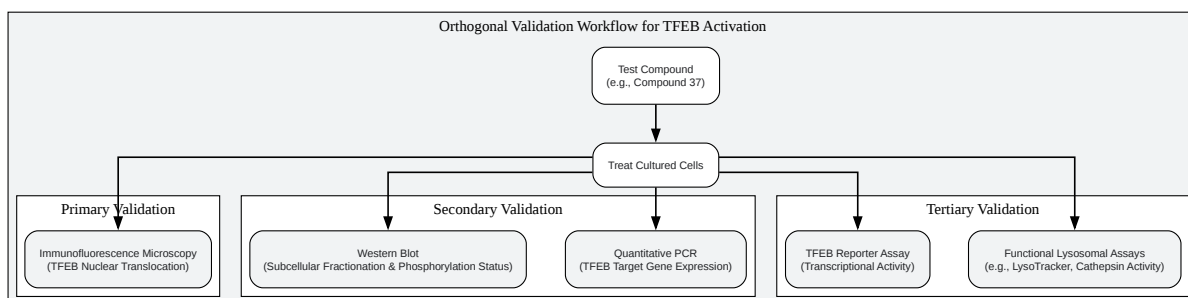 Orthogonal Validation Workflow for TFEB Activation
Test Compound
(e.g., Compound 37)
Treat Cultured Cells
Primary Validation
Immunofluorescence Microscopy
(TFEB Nuclear Translocation)
Secondary Validation
Western Blot
(Subcellular Fractionation & Phosphorylation Status)
Quantitative PCR
(TFEB Target Gene Expression)
Tertiary Validation
TFEB Reporter Assay
(Transcriptional Activity)
Functional Lysosomal Assays
(e.g., LysoTracker, Cathepsin Activity)